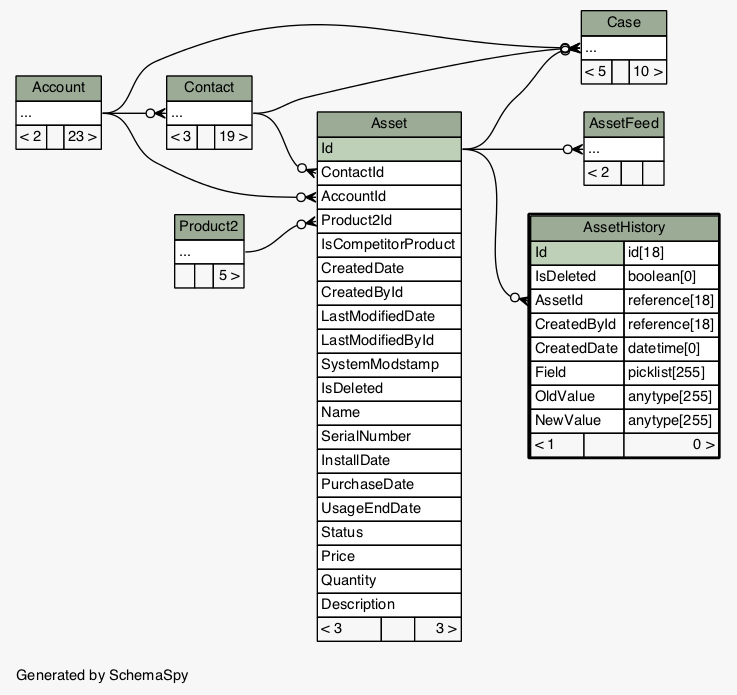 Case
...
< 5 10 >
Account
...
< 2 23 >
Contact
...
< 3 19 >
Asset
Id
ContactId
AccountId
Product2Id
IsCompetitorProduct
CreatedDate
CreatedById
LastModifiedDate
LastModifiedById
SystemModstamp
IsDeleted
Name
SerialNumber
InstallDate
PurchaseDate
UsageEndDate
Status
Price
Quantity
Description
< 3 3 >
AssetFeed
...
< 2
Product2
...
5 >
AssetHistory
Id id[18]
IsDeleted boolean[0]
AssetId reference[18]
CreatedById reference[18]
CreatedDate datetime[0]
Field picklist[255]
OldValue anytype[255]
NewValue anytype[255]
< 1 0 >
Generated by SchemaSpy